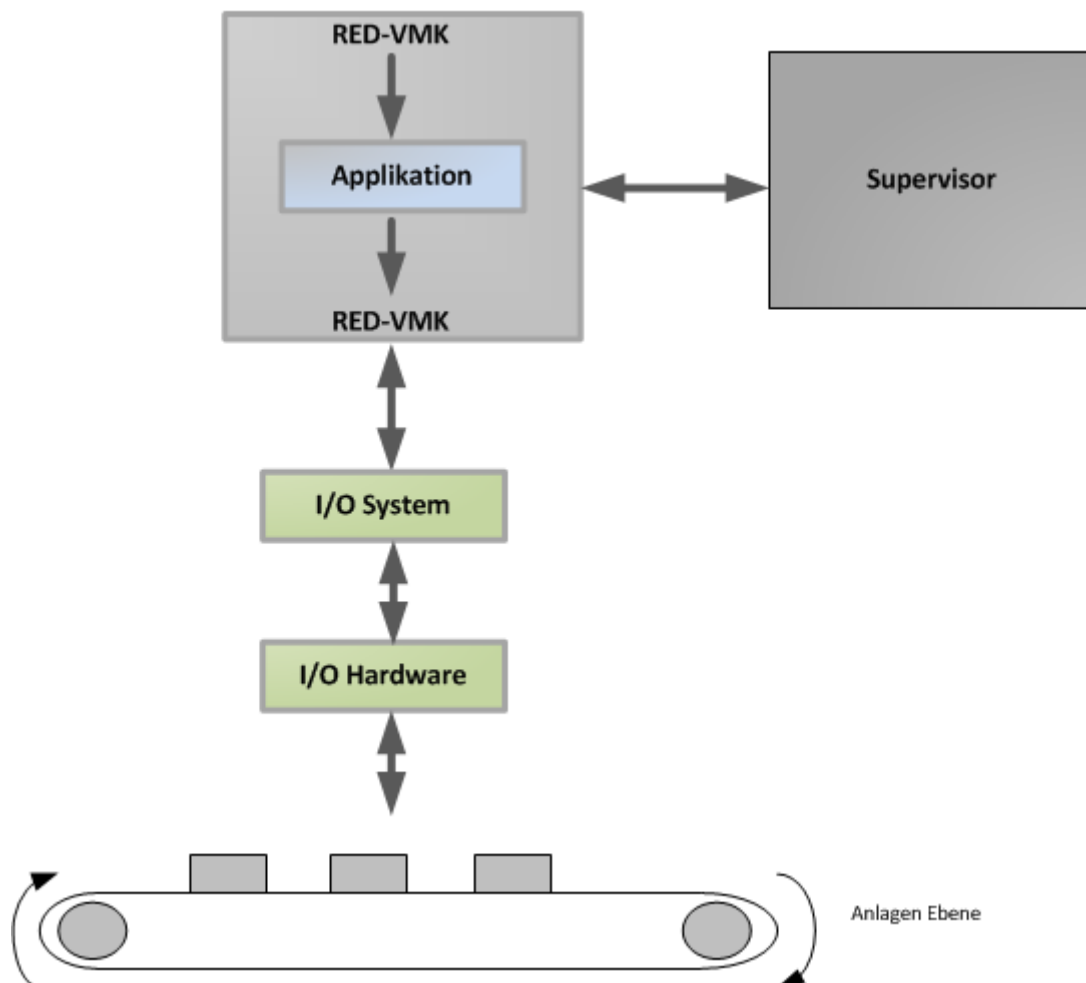 RED-VMK
Applikation
Supervisor
RED-VMK
I/O System
I/O Hardware
Anlagen Ebene